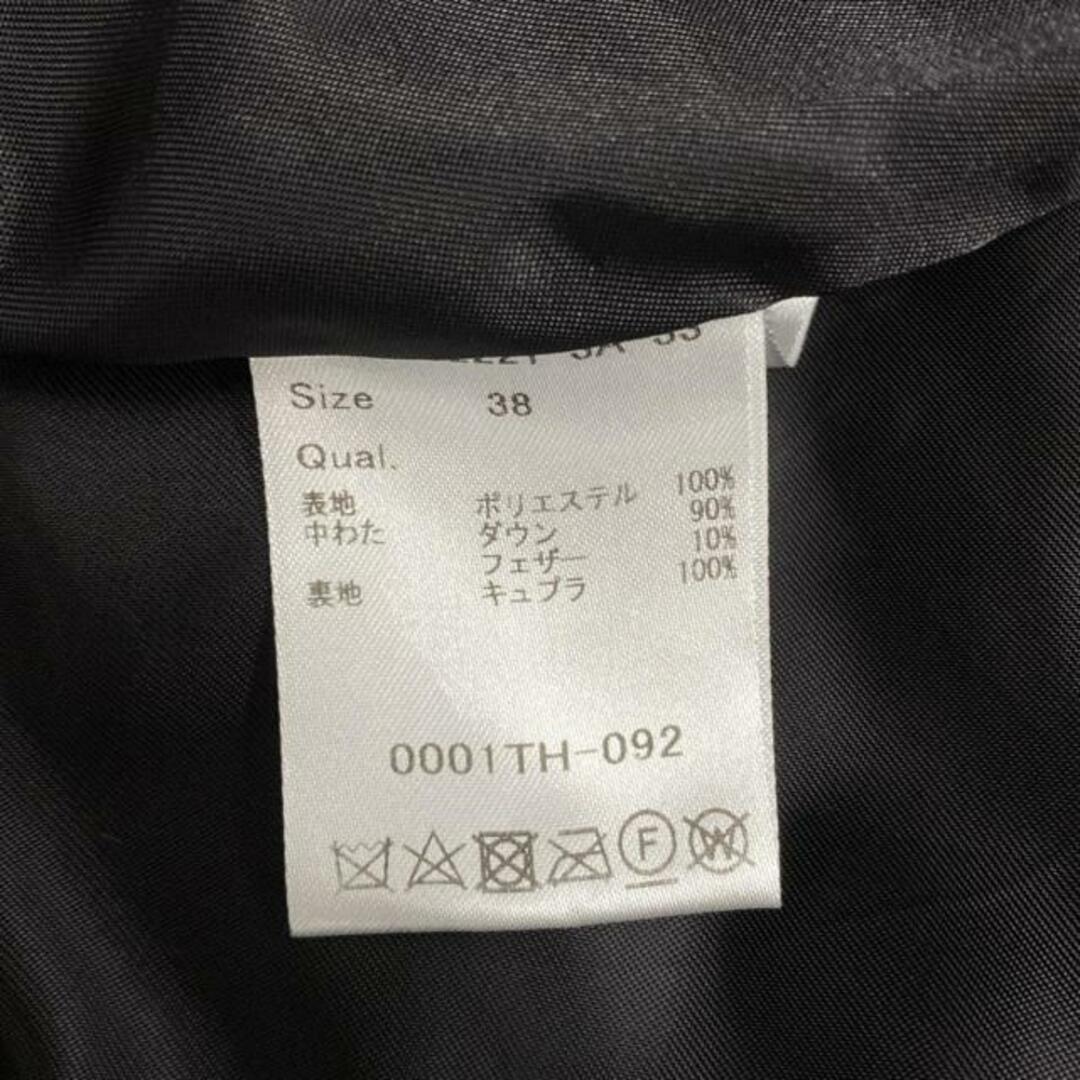 Size 38
Qual.
表地 ポリエステル 100%
中わた ダウン 90%
フェザー 10%
裏地 キュプラ 100%
0001TH-092
F W